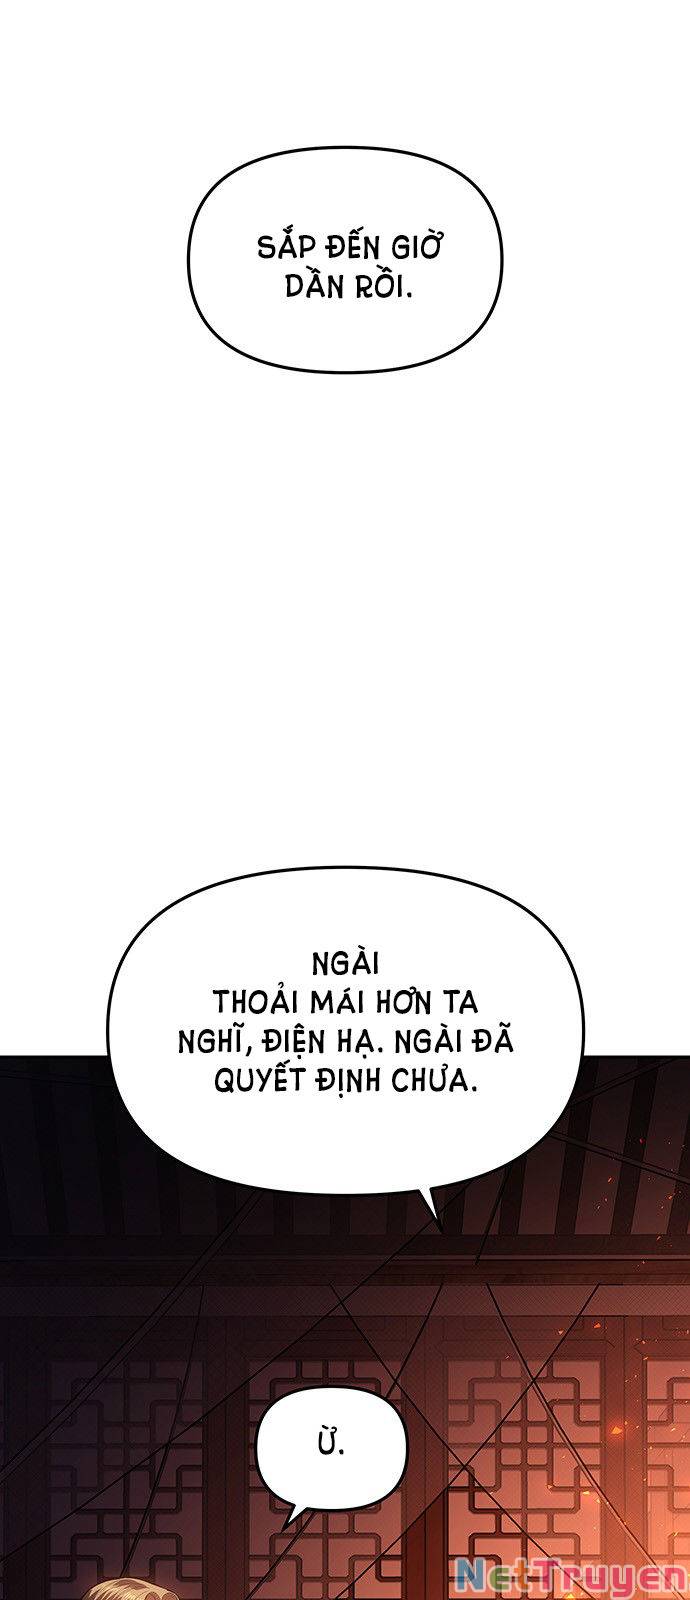 SẮP ĐẾN GIỜ
DẦN RỒI.
NGÀI
THOẢI MÁI HƠN TA
NGHĨ, ĐIỆN HẠ. NGÀI ĐÃ
QUYẾT ĐỊNH CHƯA.
Ừ.
NetTruyen